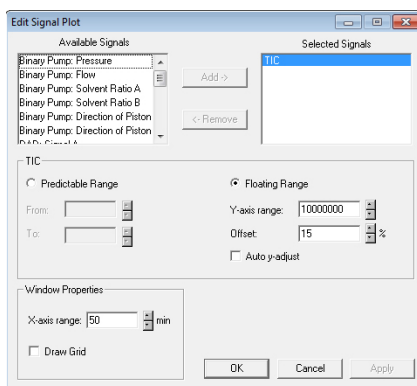 Edit Signal Plot
Available Signals
Selected Signals
Binary Pump: Pressure
Binary Pump: Flow
Binary Pump: Solvent Ratio A
Binary Pump: Solvent Ratio B
Binary Pump: Direction of Piston
Binary Pump: Direction of Piston
DAD: Signal A
Add ->
<- Remove
TIC
TIC
Predictable Range
Floating Range
From:
Y-axis range: 10000000
To:
Offset: 15 %
Auto y-adjust
Window Properties
X-axis range: 50 min
Draw Grid
OK Cancel Apply